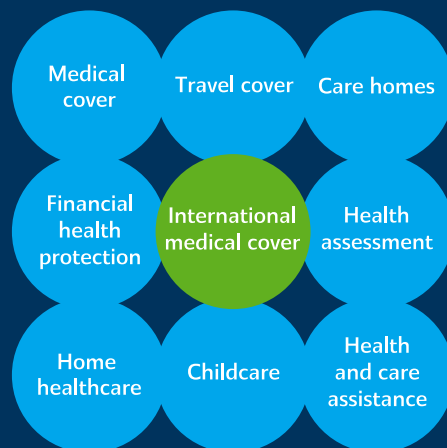 Medical
cover
Travel cover
Care homes
Financial
health
protection
International
medical cover
Health
assessment
Home
healthcare
Childcare
Health
and care
assistance